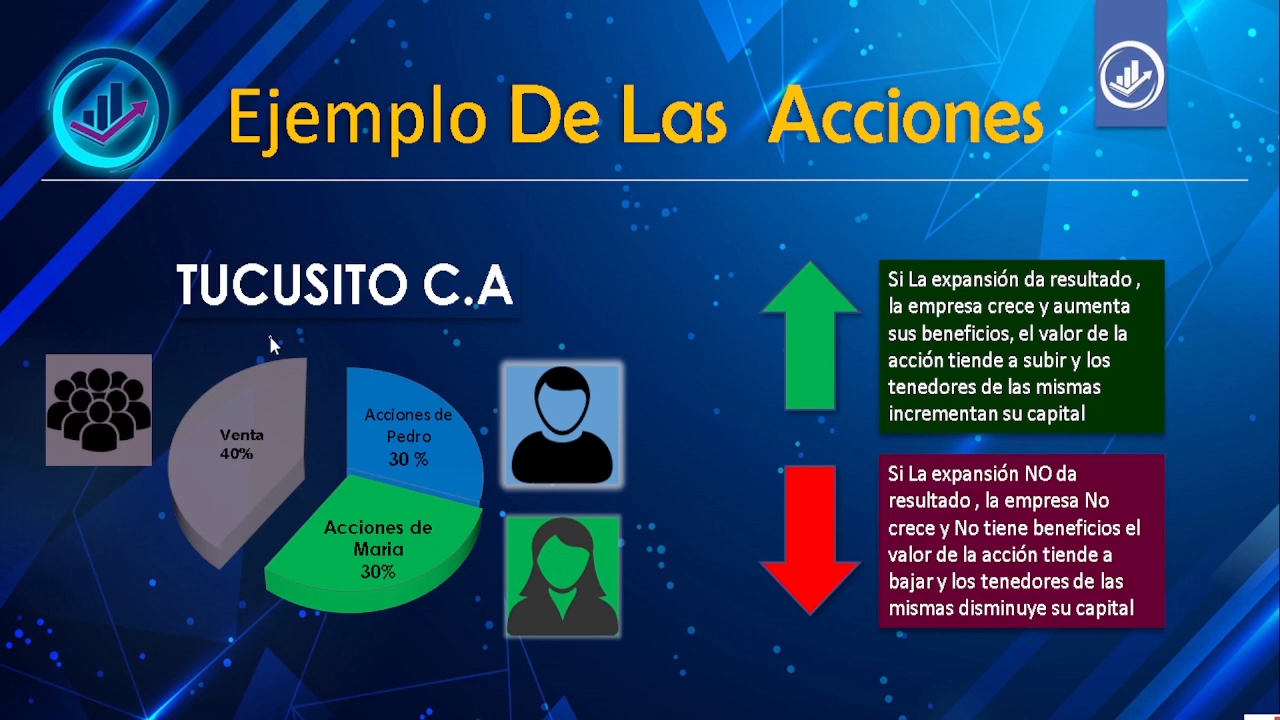 Ejemplo De Las Acciones
TUCUSITO C.A
Venta
40%
Acciones de
Pedro
30 %
Acciones de
Maria
30%
Si La expansión da resultado ,
la empresa crece y aumenta
sus beneficios, el valor de la
acción tiende a subir y los
tenedores de las mismas
incrementan su capital
Si La expansión NO da
resultado , la empresa No
crece y No tiene beneficios el
valor de la acción tiende a
bajar y los tenedores de las
mismas disminuye su capital